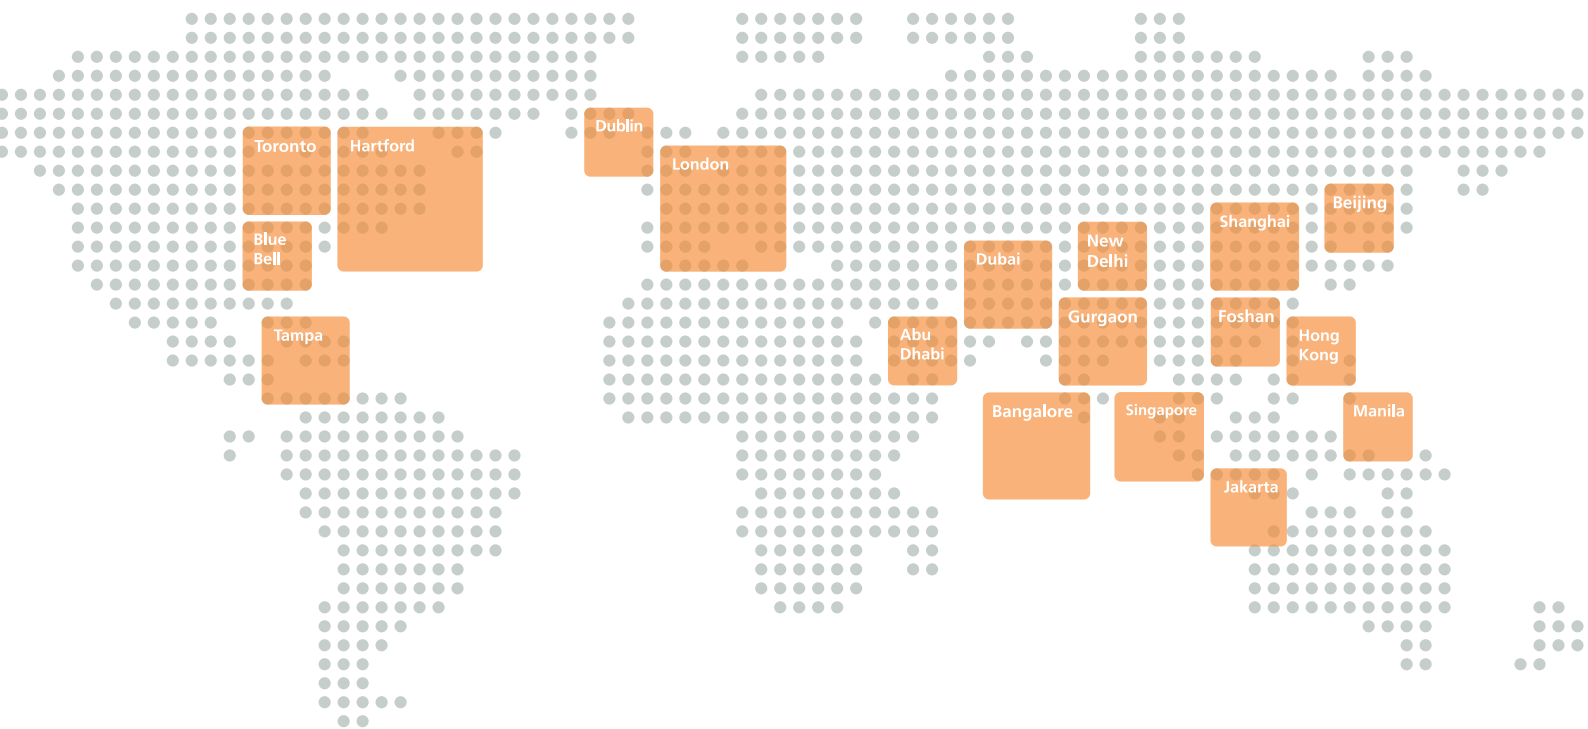 Dublin
Toronto
Hartford
London
Beijing
Shanghai
Blue
Bell
New
Delhi
Dubai
Gurgaon
Foshan
Tampa
Abu
Dhabi
Hong
Kong
Bangalore
Singapore
Manila
Jakarta